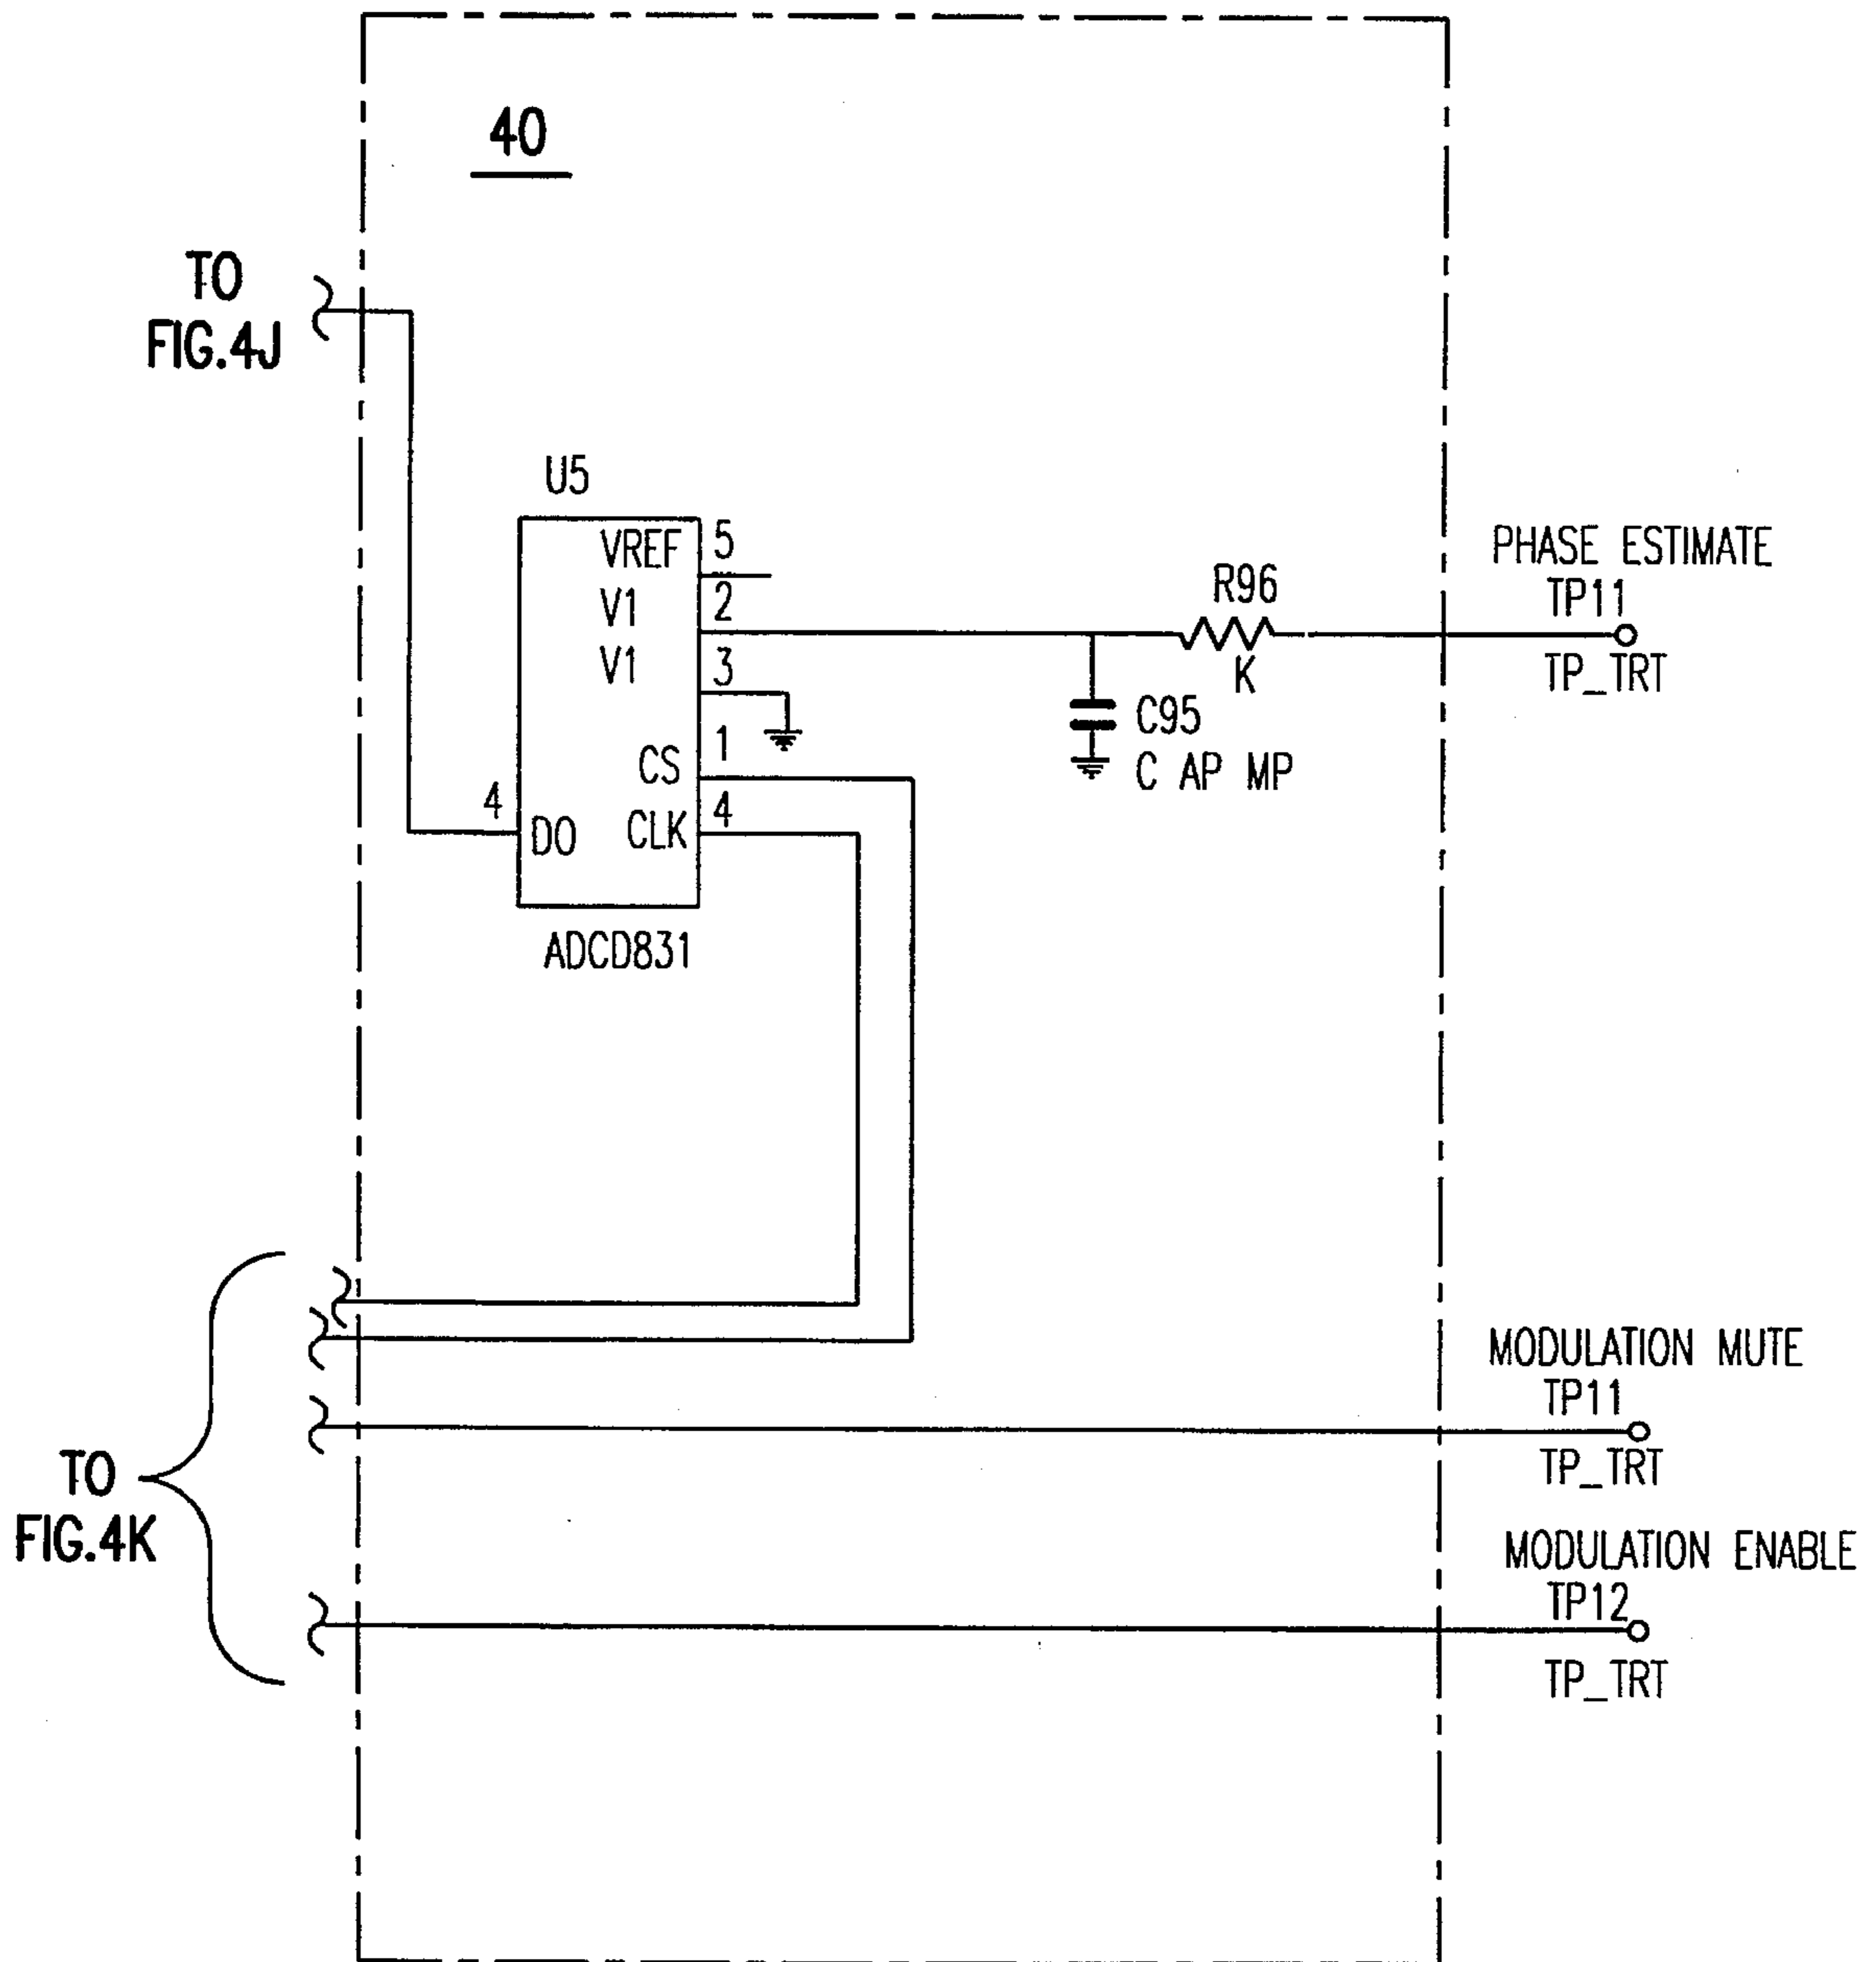 40
TO
FIG.4J
U5
VREF 5
V1 2
V1 3
CS 1
CLK 4
4 DO
ADCD831
R96
K
C95
C AP MP
PHASE ESTIMATE
TP11
TP_TRT
TO
FIG.4K
MODULATION MUTE
TP11
TP_TRT
MODULATION ENABLE
TP12
TP_TRT